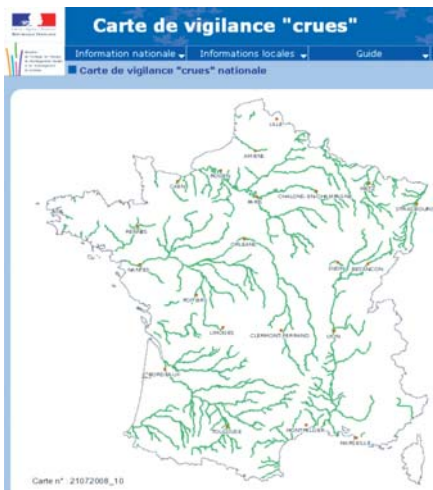 Carte de vigilance "crues"
Information nationale
Informations locales
Guide
Carte de vigilance "crues" nationale
LILLE
AMIENS
ROUEN
CAEN
METZ
PARIS
CHALONS-EN-CHAMPAGNE
STRASBOURG
RENNES
ORLEANS
NANTES
DIJON
BESANCON
POITIERS
LIMOGES
CLERMONT-FERRAND
LYON
BORDEAUX
TOULOUSE
MONTPELLIER
MARSEILLE
Carte n° : 21072008_10